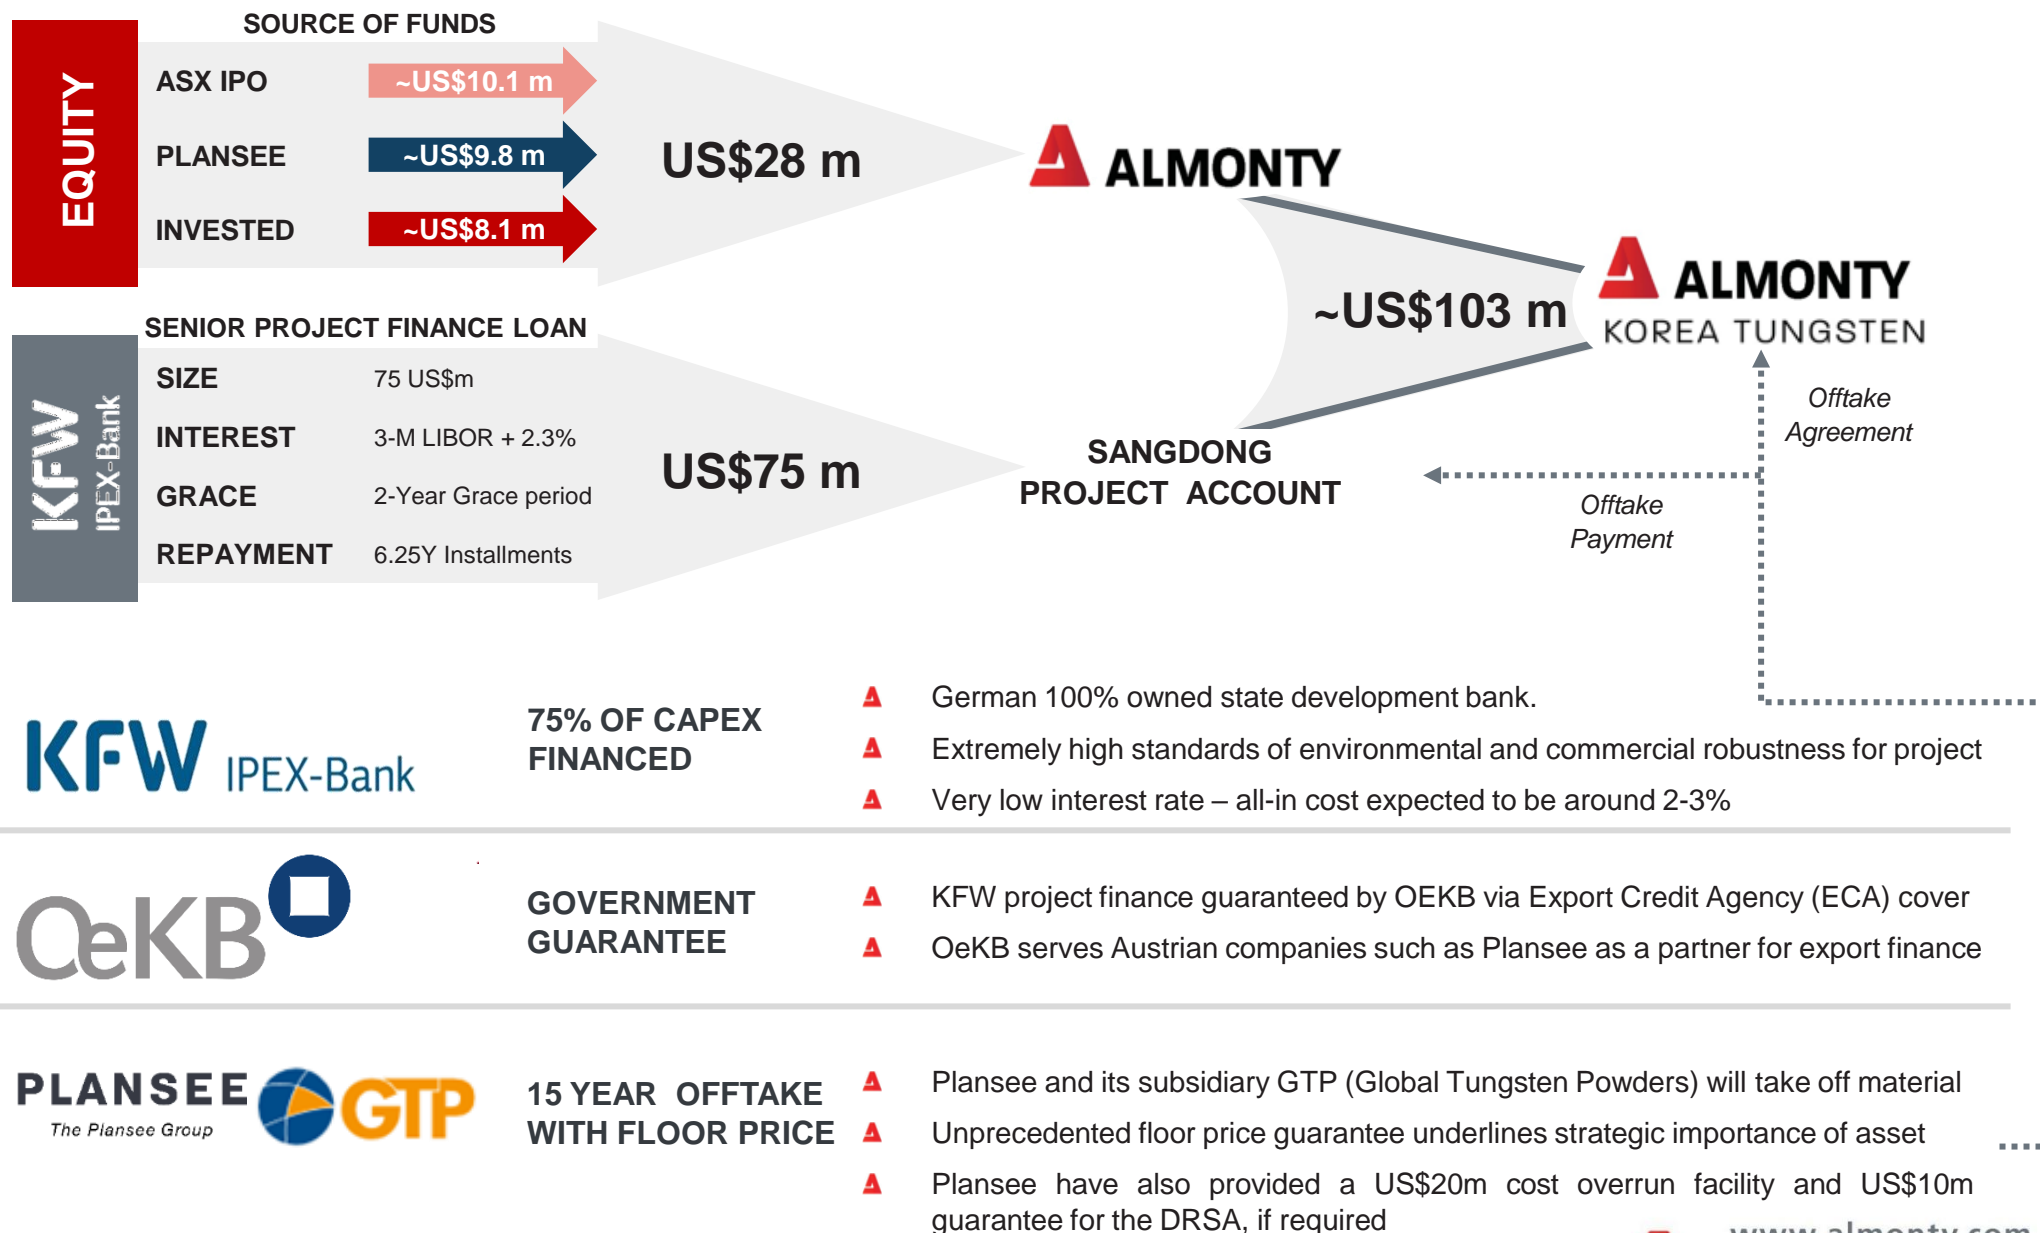 SOURCE OF FUNDS
EQUITY
ASX IPO ~US$10.1 m
PLANSEE ~US$9.8 m
INVESTED ~US$8.1 m
US$28 m
ALMONTY
~US$103 m
ALMONTY
KOREA TUNGSTEN
SENIOR PROJECT FINANCE LOAN
KFW
IPEX-Bank
SIZE 75 US$m
INTEREST 3-M LIBOR + 2.3%
GRACE 2-Year Grace period
REPAYMENT 6.25Y Installments
US$75 m
SANGDONG
PROJECT ACCOUNT
Offtake
Agreement
Offtake
Payment
KFW IPEX-Bank
75% OF CAPEX
FINANCED
German 100% owned state development bank.
Extremely high standards of environmental and commercial robustness for project
Very low interest rate – all-in cost expected to be around 2-3%
OeKB
GOVERNMENT
GUARANTEE
KFW project finance guaranteed by OEKB via Export Credit Agency (ECA) cover
OeKB serves Austrian companies such as Plansee as a partner for export finance
PLANSEE
The Plansee Group
GTP
15 YEAR OFFTAKE
WITH FLOOR PRICE
Plansee and its subsidiary GTP (Global Tungsten Powders) will take off material
Unprecedented floor price guarantee underlines strategic importance of asset
Plansee have also provided a US$20m cost overrun facility and US$10m
guarantee for the DRSA, if required
www.almonty.com